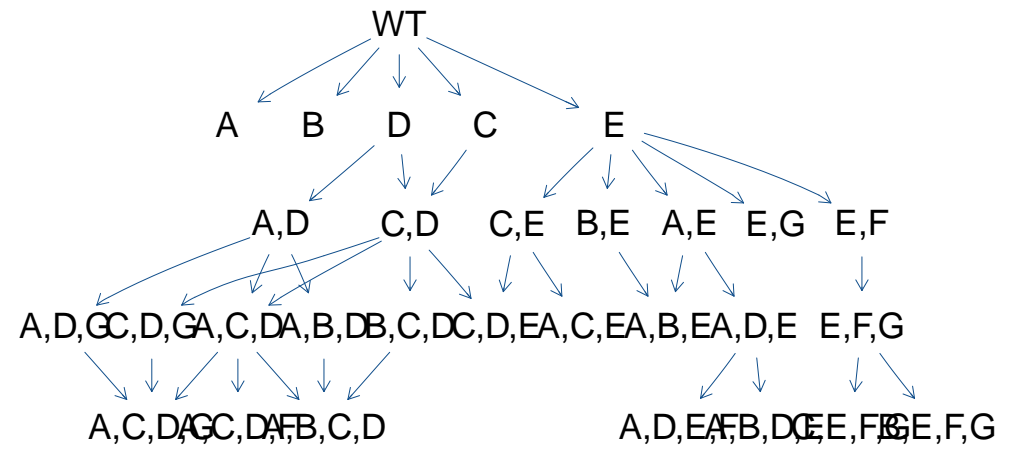 WT
A B D C E
A,D C,D C,E B,E A,E E,G E,F
A,D,G C,D,G A,C,D A,B,D B,C,D C,D,E A,C,E A,B,E A,D,E E,F,G
A,C,D,G A,C,D,F A,B,C,D A,D,E,F A,B,D,E C,E,F,G B,E,F,G